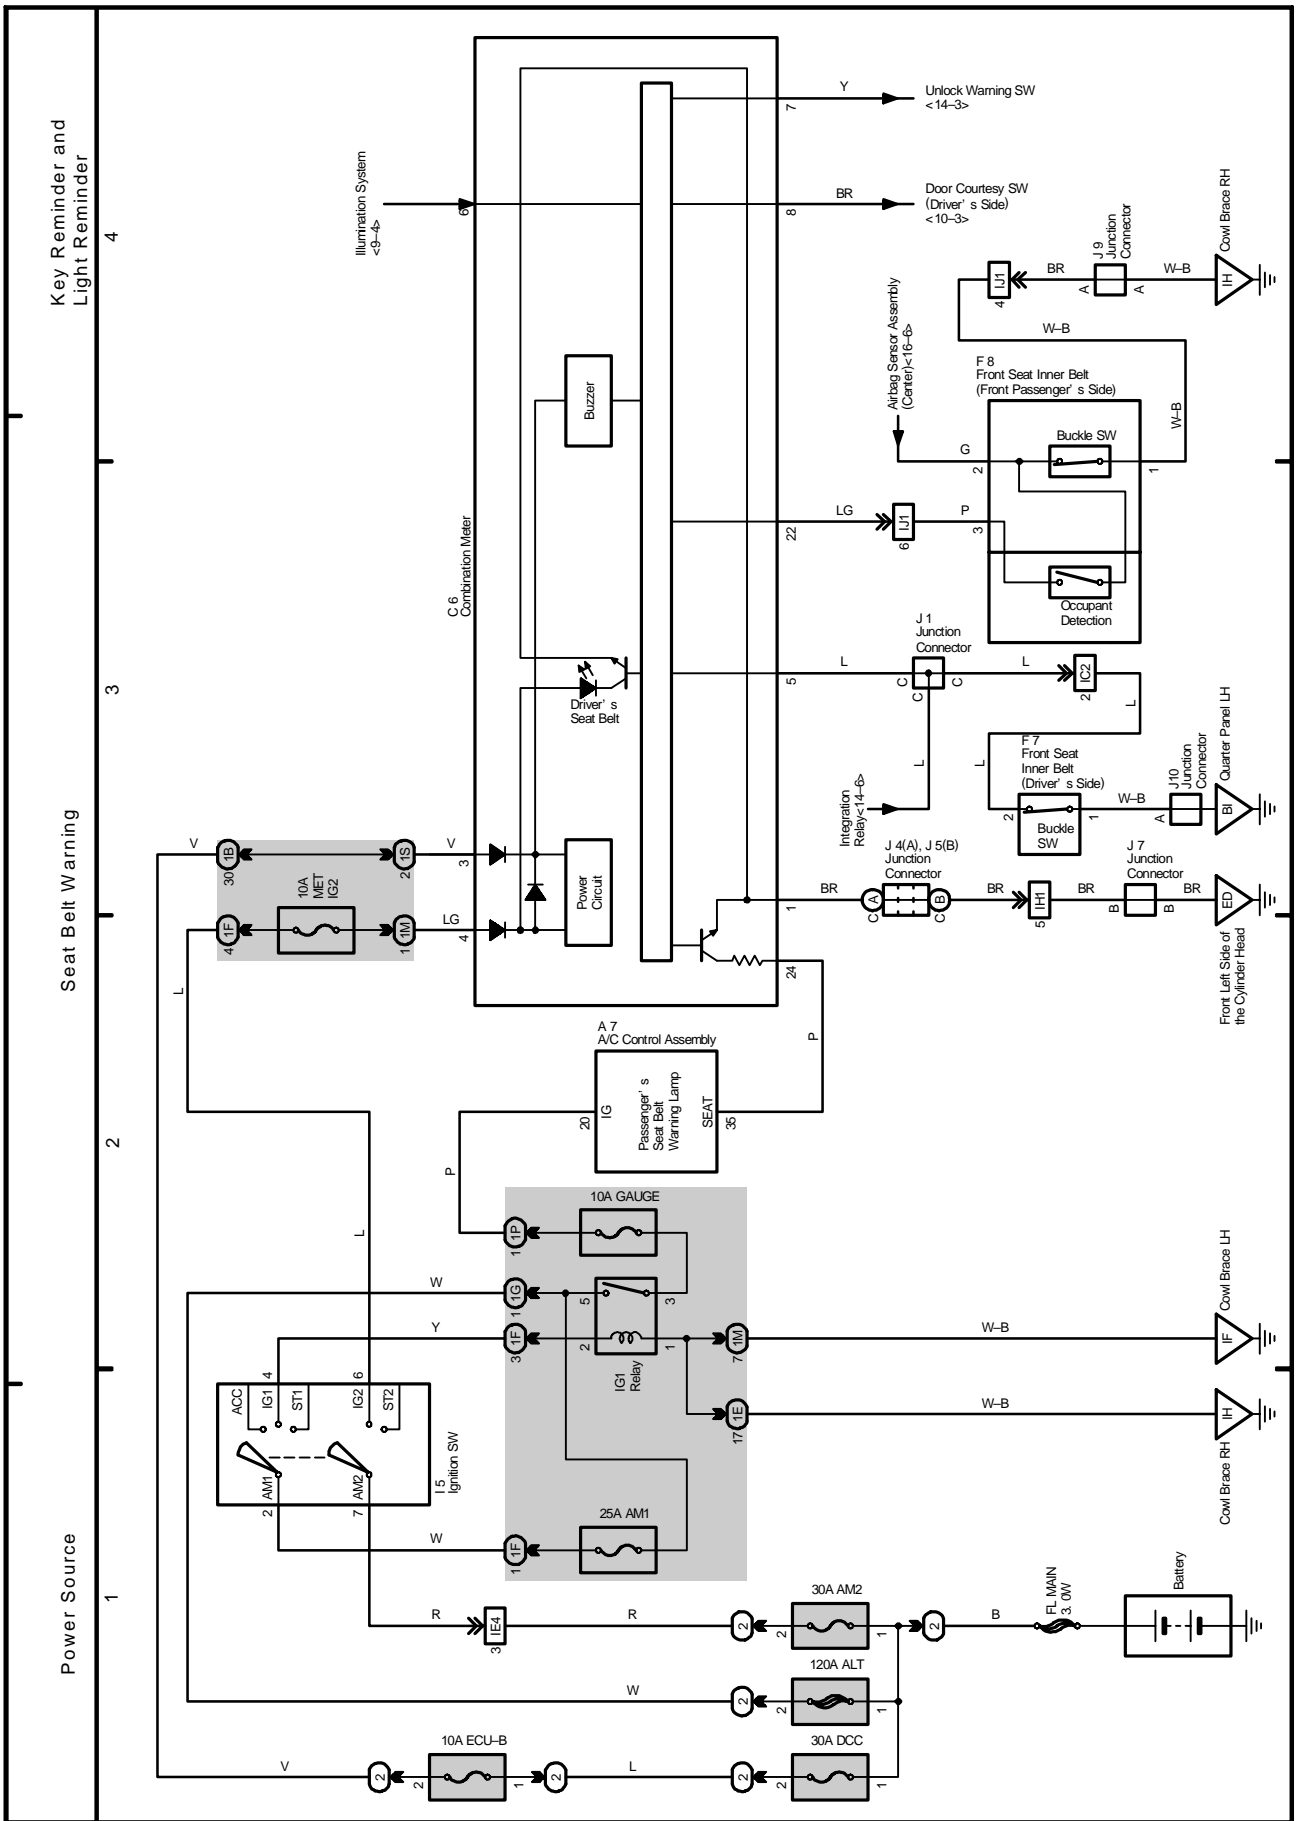 Power Source
Seat Belt Warning
Key Reminder and
Light Reminder
1
2
3
4
Illumination System
<9–4>
6
C 6
Combination Meter
7
Y
Unlock Warning SW
<14–3>
8
BR
Door Courtesy SW
(Driver' s Side)
<10–3>
Buzzer
Driver' s
Seat Belt
Power
Circuit
V
30
1B
2
1S
V
3
10A
MET
IG2
4
1F
1
1M
LG
4
L
22
LG
6
IJ1
P
3
Airbag Sensor Assembly
(Center)<16–6>
G
2
F 8
Front Seat Inner Belt
(Front Passenger' s Side)
Buckle SW
Occupant
Detection
1
W–B
W–B
4
IJ1
BR
A
J 9
Junction
Connector
A
W–B
IH
Cowl Brace RH
5
L
J 1
Junction
Connector
C
C
C
L
2
IC2
L
L
L
Integration
Relay<14–6>
F 7
Front Seat
Inner Belt
(Driver' s Side)
2
Buckle
SW
1
W–B
A
J10
Junction
Connector
BI
Quarter Panel LH
1
BR
C
A
J 4(A), J 5(B)
Junction
Connector
B
C
BR
5
IH1
BR
B
J 7
Junction
Connector
B
BR
ED
Front Left Side of
the Cylinder Head
24
P
A 7
A/C Control Assembly
20
IG
Passenger' s
Seat Belt
Warning Lamp
SEAT
35
P
L
1
1P
10A GAUGE
W
1
1G
5
3
Y
3
1F
2
1
IG1
Relay
7
1M
W–B
IF
Cowl Brace LH
17
1E
W–B
IH
Cowl Brace RH
ACC
IG1
4
ST1
IG2
6
ST2
2
AM1
7
AM2
I 5
Ignition SW
W
1
1F
25A AM1
R
3
IE4
R
2
2
30A AM2
1
2
B
FL MAIN
3. 0W
Battery
W
2
2
120A ALT
1
V
2
2
10A ECU–B
1
2
L
2
2
30A DCC
1